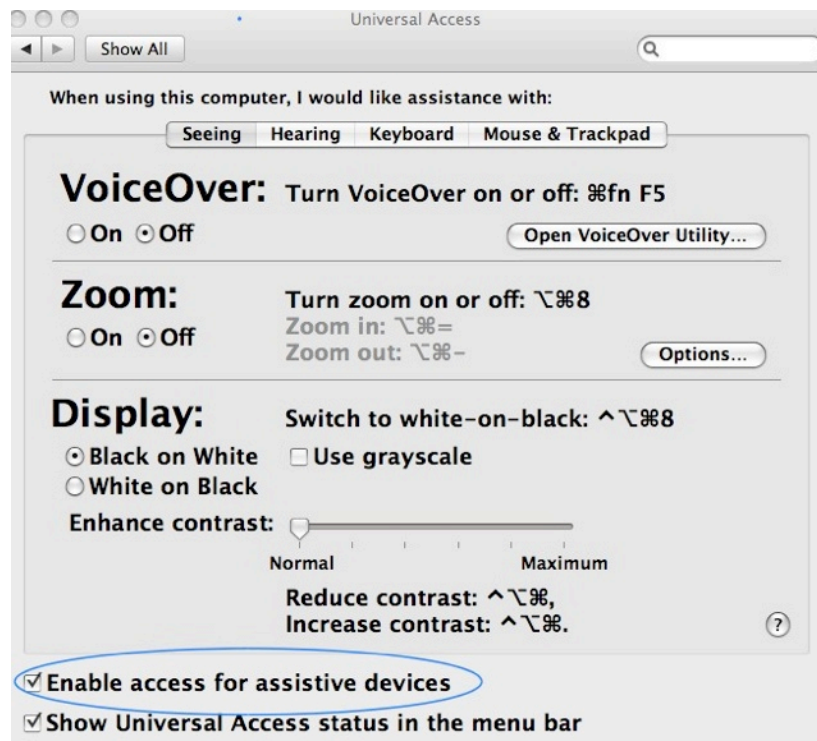 Universal Access
Show All
When using this computer, I would like assistance with:
Seeing Hearing Keyboard Mouse & Trackpad
VoiceOver: Turn VoiceOver on or off: ⌘fn F5
On Off Open VoiceOver Utility...
Zoom: Turn zoom on or off: ⌥⌘8
On Off Zoom in: ⌥⌘=
Zoom out: ⌥⌘- Options...
Display: Switch to white-on-black: ^⌥⌘8
Black on White Use grayscale
White on Black
Enhance contrast:
Normal Maximum
Reduce contrast: ^⌥⌘,
Increase contrast: ^⌥⌘.
?
Enable access for assistive devices
Show Universal Access status in the menu bar